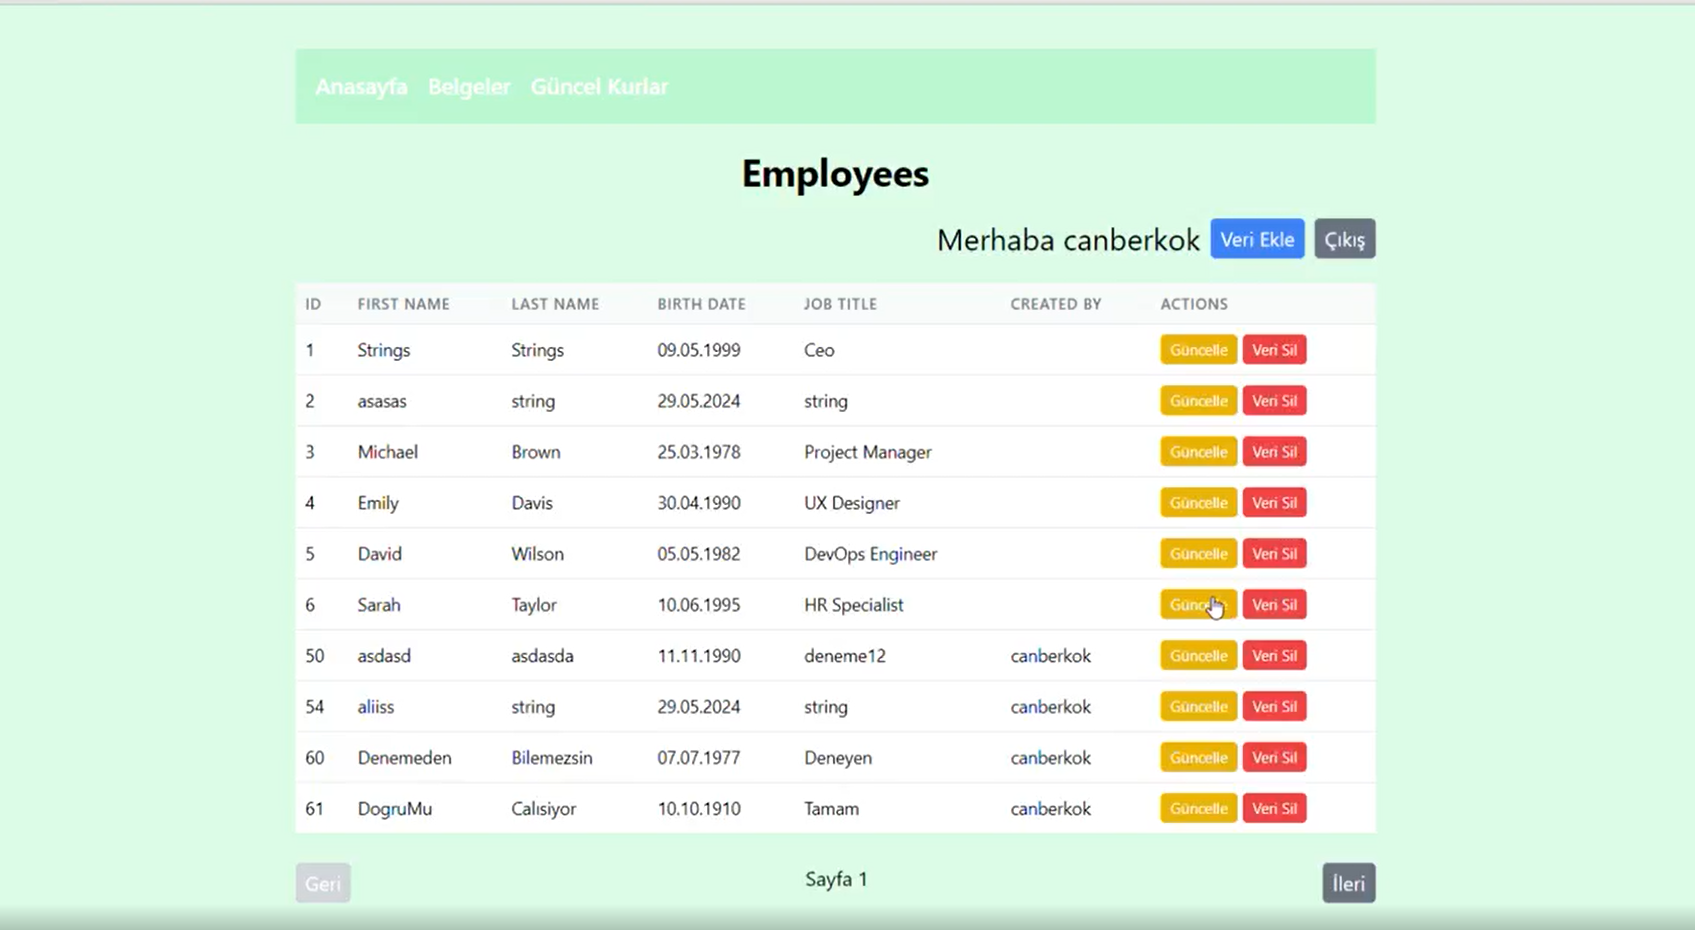 Anasayfa Belgeler Güncel Kurlar
Employees
Merhaba canberkok Veri Ekle Çıkış
ID FIRST NAME LAST NAME BIRTH DATE JOB TITLE CREATED BY ACTIONS
1 Strings Strings 09.05.1999 Ceo Güncelle Veri Sil
2 asasas string 29.05.2024 string Güncelle Veri Sil
3 Michael Brown 25.03.1978 Project Manager Güncelle Veri Sil
4 Emily Davis 30.04.1990 UX Designer Güncelle Veri Sil
5 David Wilson 05.05.1982 DevOps Engineer Güncelle Veri Sil
6 Sarah Taylor 10.06.1995 HR Specialist Güncelle Veri Sil
50 asdasd asdasda 11.11.1990 deneme12 canberkok Güncelle Veri Sil
54 aliiss string 29.05.2024 string canberkok Güncelle Veri Sil
60 Denemeden Bilemezsin 07.07.1977 Deneyen canberkok Güncelle Veri Sil
61 DogruMu Calısiyor 10.10.1910 Tamam canberkok Güncelle Veri Sil
Geri Sayfa 1 İleri